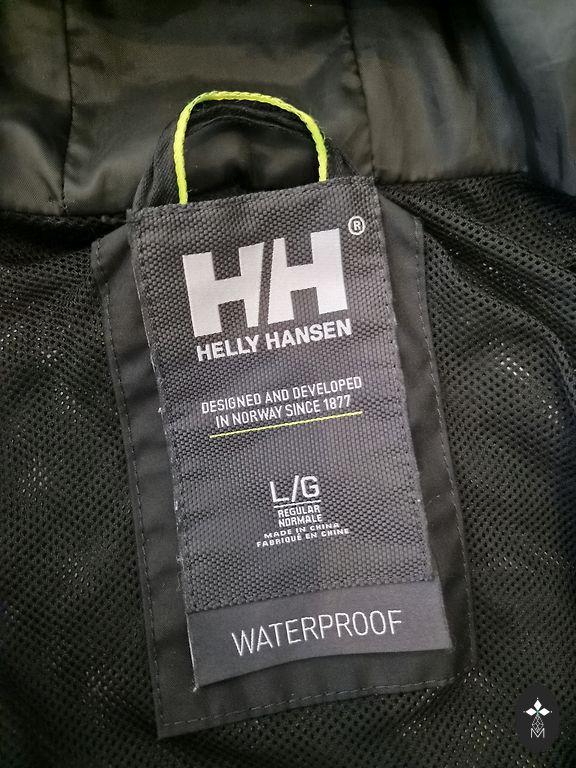 HH®
HELLY HANSEN
DESIGNED AND DEVELOPED
IN NORWAY SINCE 1877
L/G
REGULAR
NORMALE
MADE IN CHINA
FABRIQUÉ EN CHINE
WATERPROOF
M